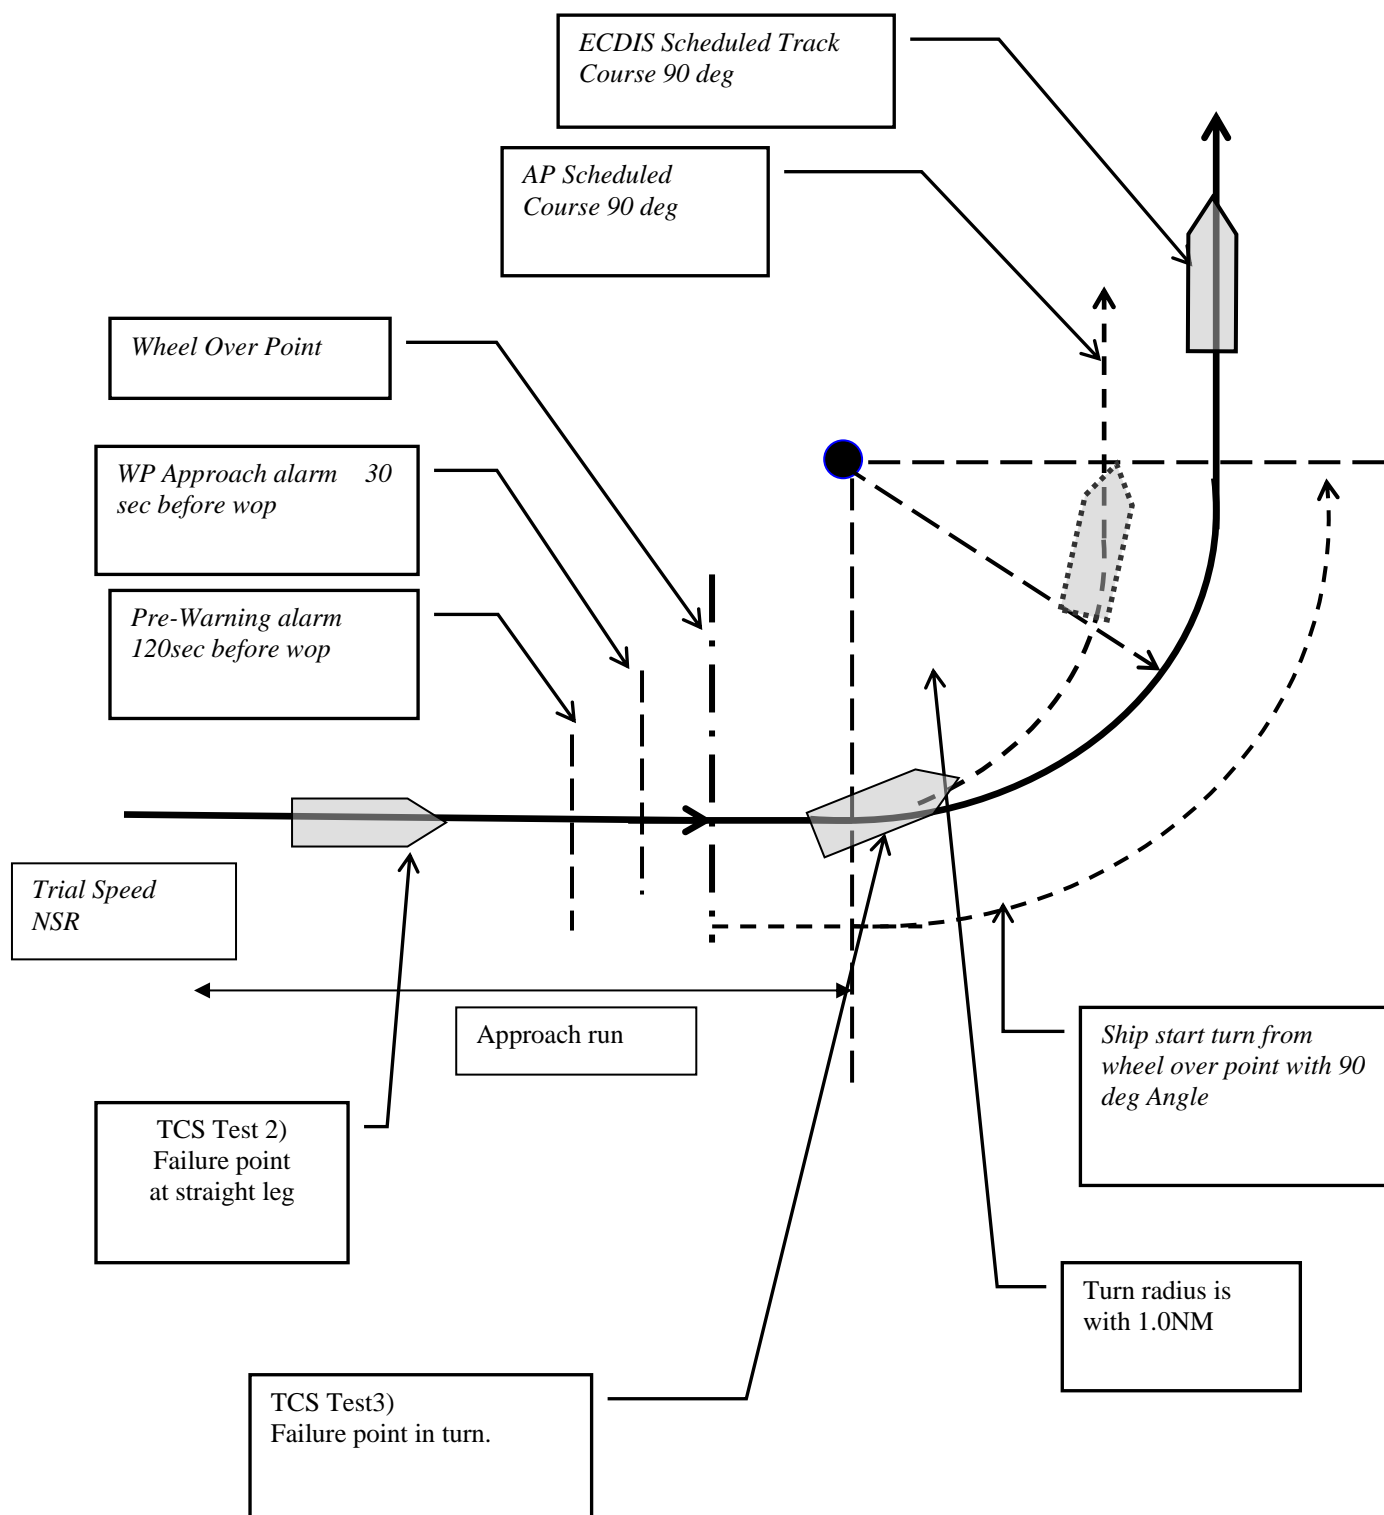 ECDIS Scheduled Track
Course 90 deg
AP Scheduled
Course 90 deg
Wheel Over Point
WP Approach alarm 30
sec before wop
Pre-Warning alarm
120sec before wop
Trial Speed
NSR
Approach run
Ship start turn from
wheel over point with 90
deg Angle
TCS Test 2)
Failure point
at straight leg
Turn radius is
with 1.0NM
TCS Test3)
Failure point in turn.